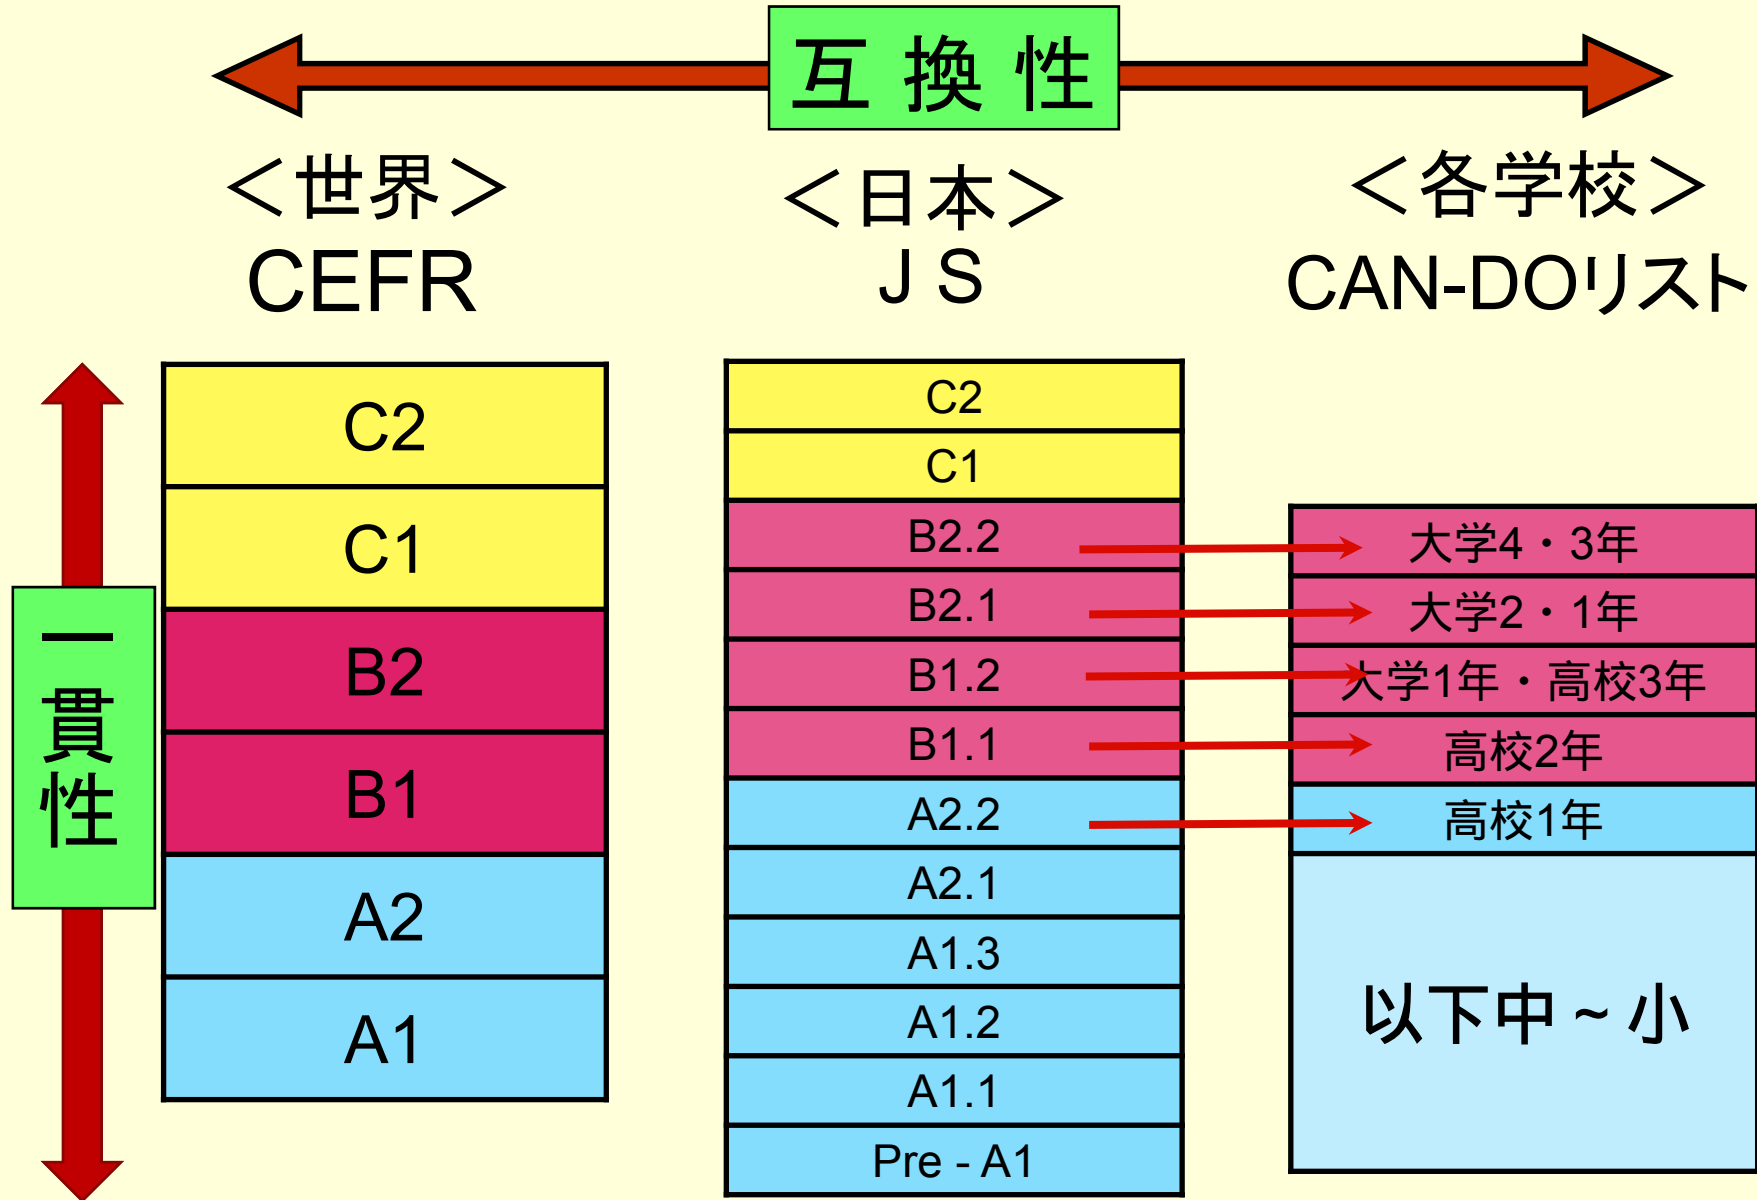 互換性
＜世界＞
CEFR
＜日本＞
J S
＜各学校＞
CAN-DOリスト
一貫性
C2
C1
B2
B1
A2
A1
C2
C1
B2.2
B2.1
B1.2
B1.1
A2.2
A2.1
A1.3
A1.2
A1.1
Pre - A1
大学4・3年
大学2・1年
大学1年・高校3年
高校2年
高校1年
以下中~小